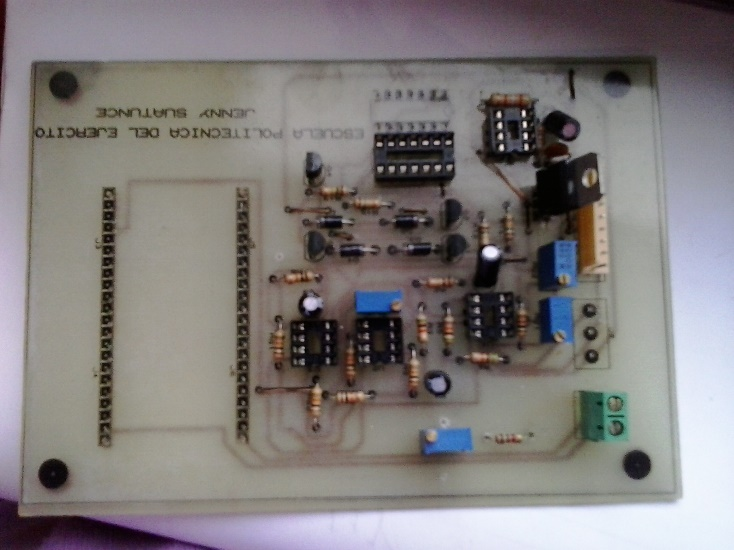 ESCUELA POLITECNICA DEL EJERCITO
JENNY SUATUNCE